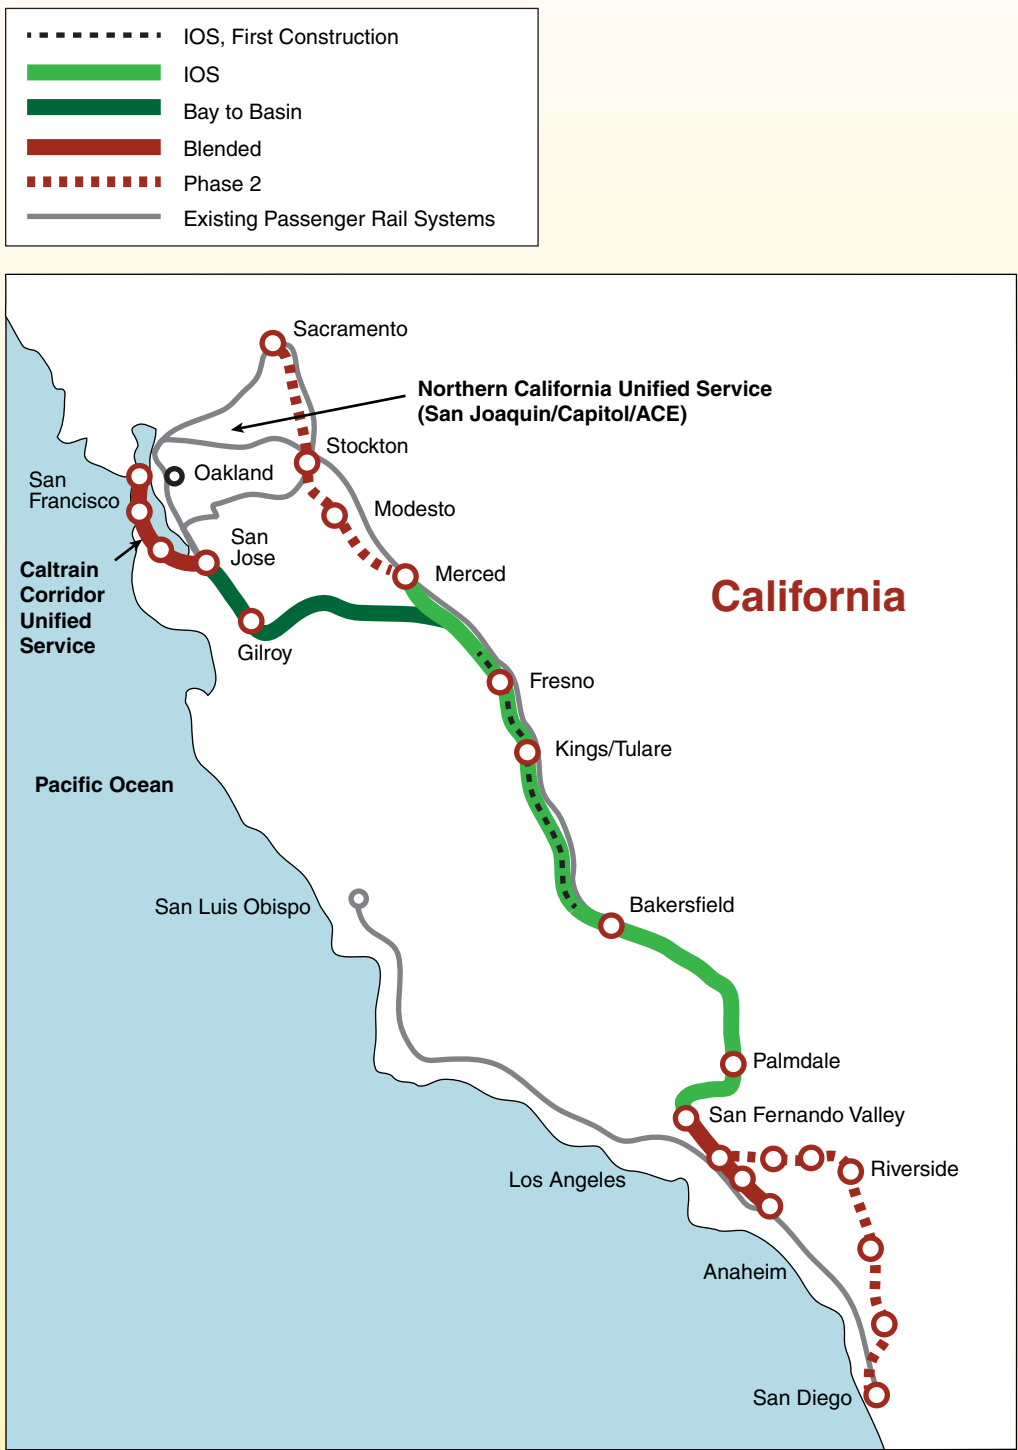 IOS, First Construction
IOS
Bay to Basin
Blended
Phase 2
Existing Passenger Rail Systems
Sacramento
Northern California Unified Service
(San Joaquin/Capitol/ACE)
Stockton
Oakland
San
Francisco
Modesto
San
Jose
Caltrain
Corridor
Unified
Service
Merced
California
Gilroy
Fresno
Kings/Tulare
Pacific Ocean
San Luis Obispo
Bakersfield
Palmdale
San Fernando Valley
Los Angeles
Riverside
Anaheim
San Diego